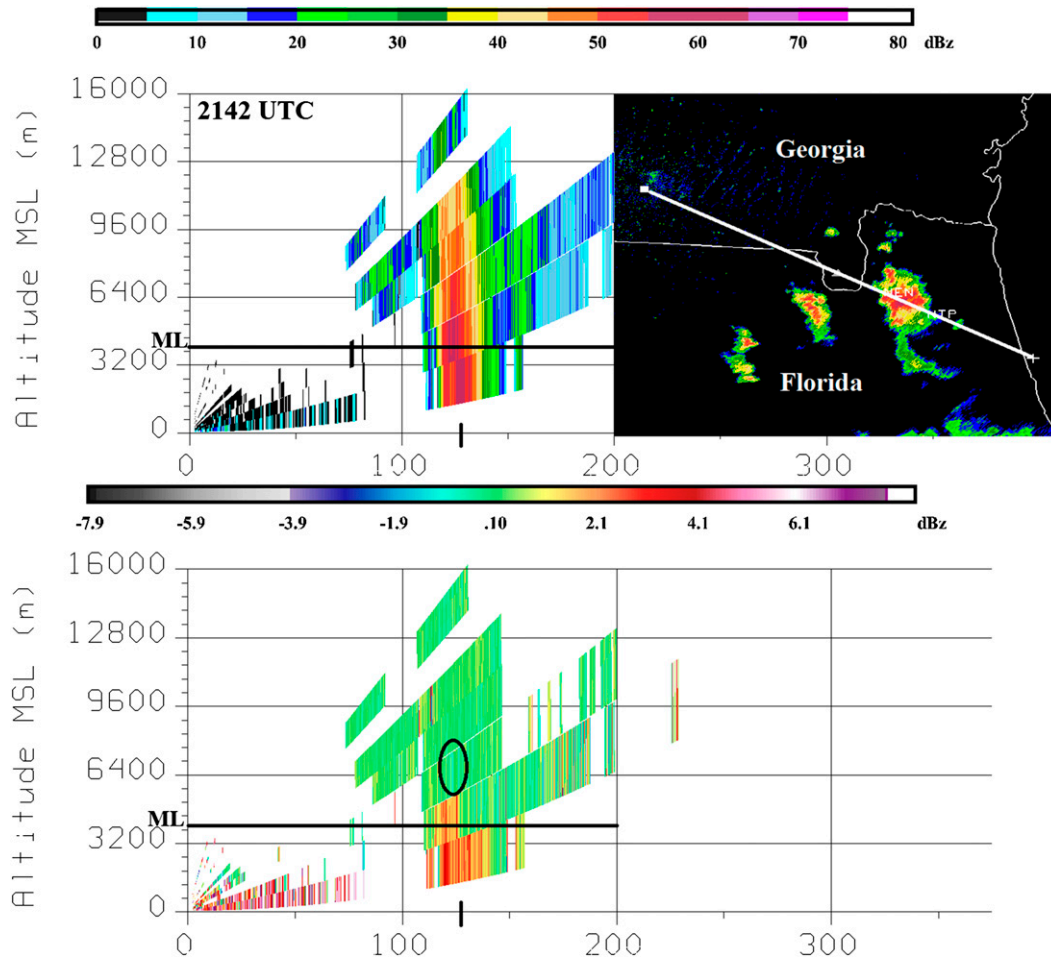 0 10 20 30 40 50 60 70 80 dBz
16000
2142 UTC
Georgia
12800
9600
6400
MEN
NTP
ML
3200
Florida
0
0 100 200 300
-7.9 -5.9 -3.9 -1.9 .10 2.1 4.1 6.1 dBz
Altitude MSL (m)
16000
12800
9600
6400
ML
3200
0
0 100 200 300
Altitude MSL (m)